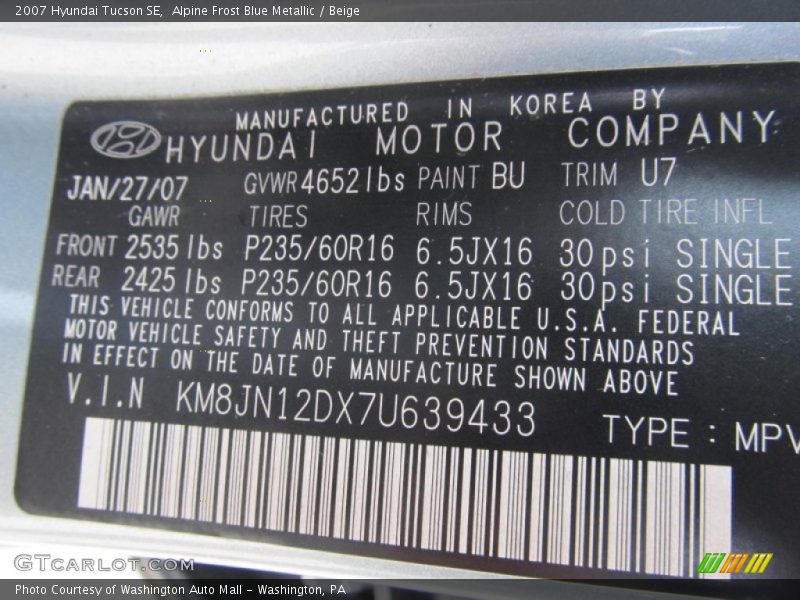 2007 Hyundai Tucson SE,  Alpine Frost Blue Metallic / Beige
MANUFACTURED IN KOREA BY
HYUNDAI MOTOR COMPANY
JAN/27/07 GVWR 4652 lbs PAINT BU TRIM U7
GAWR TIRES RIMS COLD TIRE INFL
FRONT 2535 lbs P235/60R16 6.5JX16 30 psi SINGLE
REAR 2425 lbs P235/60R16 6.5JX16 30 psi SINGLE
THIS VEHICLE CONFORMS TO ALL APPLICABLE U.S.A. FEDERAL
MOTOR VEHICLE SAFETY AND THEFT PREVENTION STANDARDS
IN EFFECT ON THE DATE OF MANUFACTURE SHOWN ABOVE
V.I.N KM8JN12DX7U639433 TYPE : MPV
GTcarlot.com
Photo Courtesy of Washington Auto Mall - Washington, PA